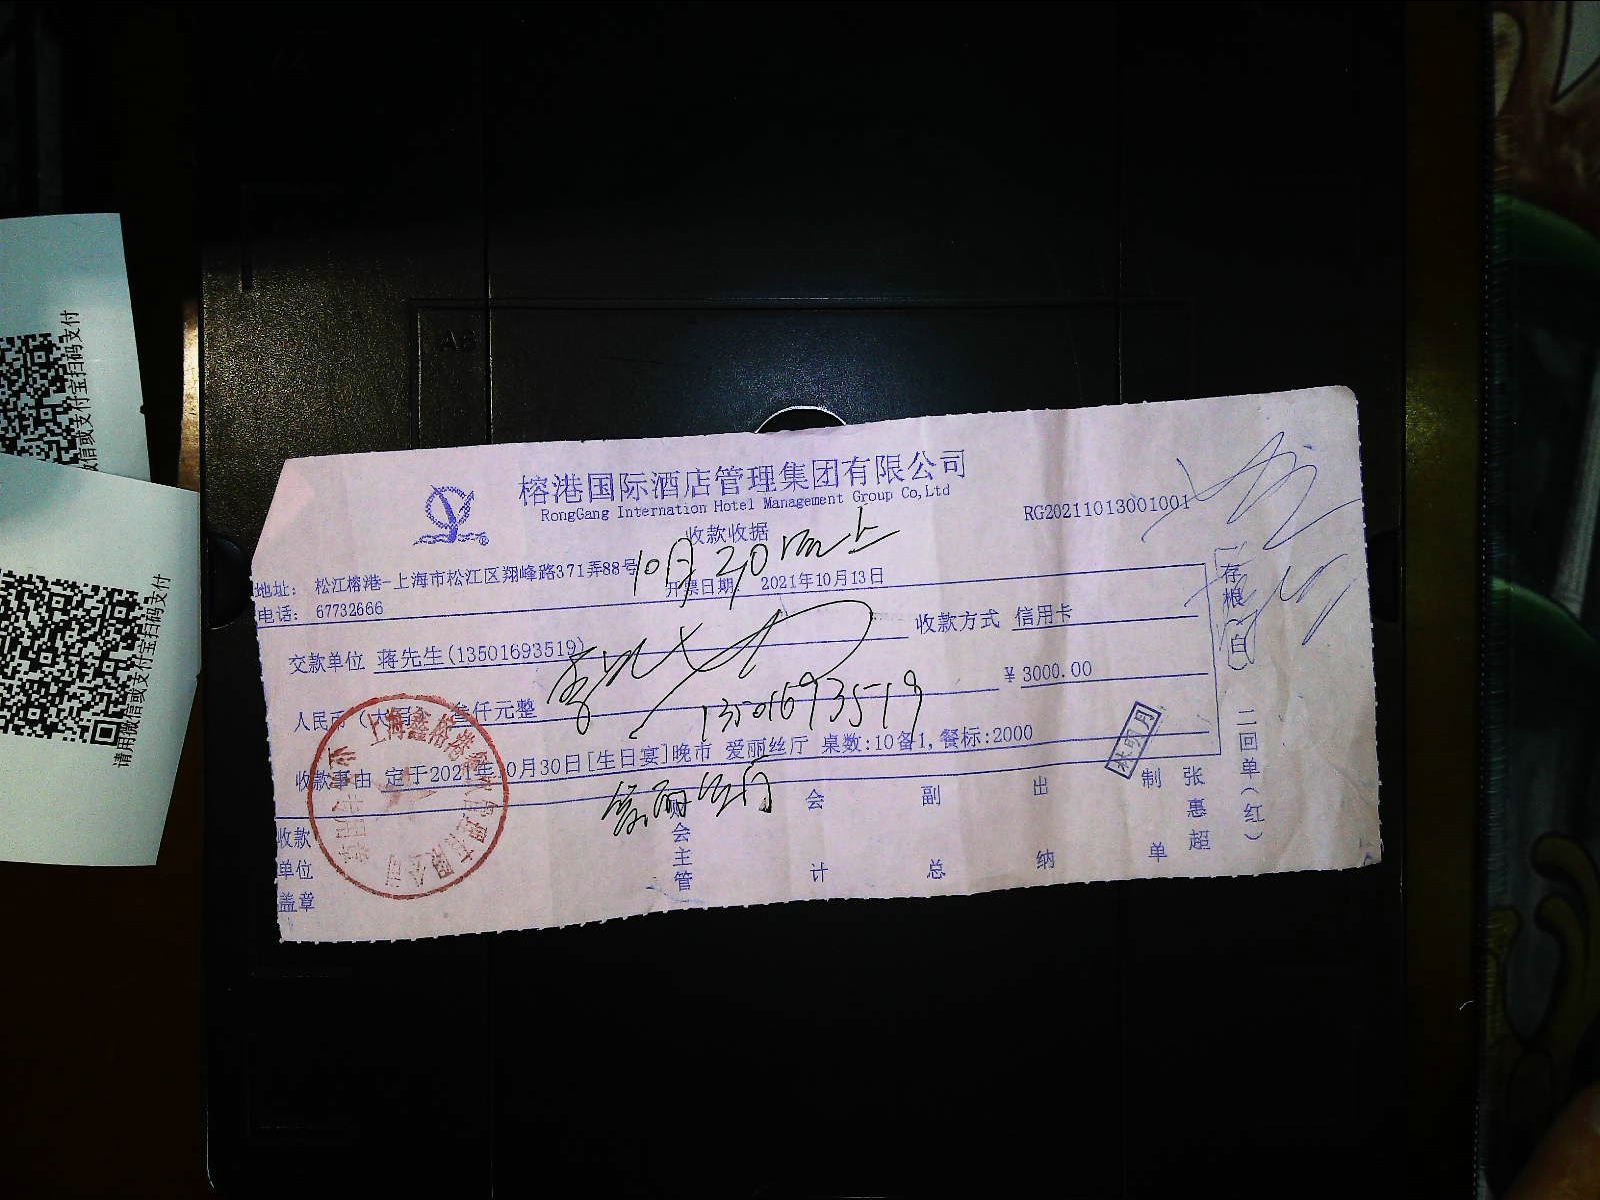 榕港国际酒店管理集团有限公司
RongGang Internation Hotel Management Group Co,Ltd
收款收据
RG20211013001001
地址： 松江榕港-上海市松江区翔峰路371弄88号
10月20晚上
开票日期 2021年10月13日
电话： 67732666
交款单位 蒋先生(13501693519)
收款方式 信用卡
人民币（大写） 叁仟元整
¥ 3000.00
13501693519
收款事由 定于2021年10月30日[生日宴]晚市 爱丽丝厅 桌数:10备1,餐标:2000
林明月
收款单位盖章
财会主管
会计
副总
出纳
制单
张惠超
存根（白）
二回单（红）
请用微信或支付宝扫码支付
微信或支付宝扫码支付